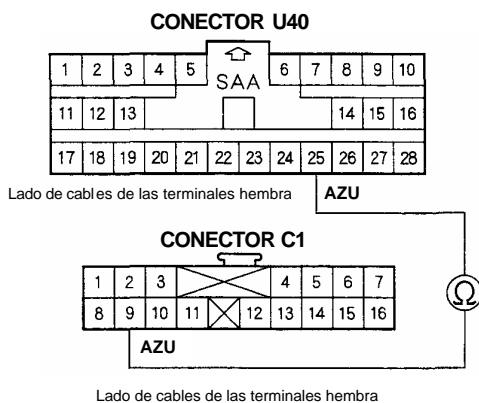 CONECTOR U40
1 2 3 4 5 6 7 8 9 10
SAA
11 12 13 14 15 16
17 18 19 20 21 22 23 24 25 26 27 28
Lado de cables de las terminales hembra
AZU
CONECTOR C1
1 2 3 4 5 6 7
Ω
8 9 10 11 12 13 14 15 16
AZU
Lado de cables de las terminales hembra